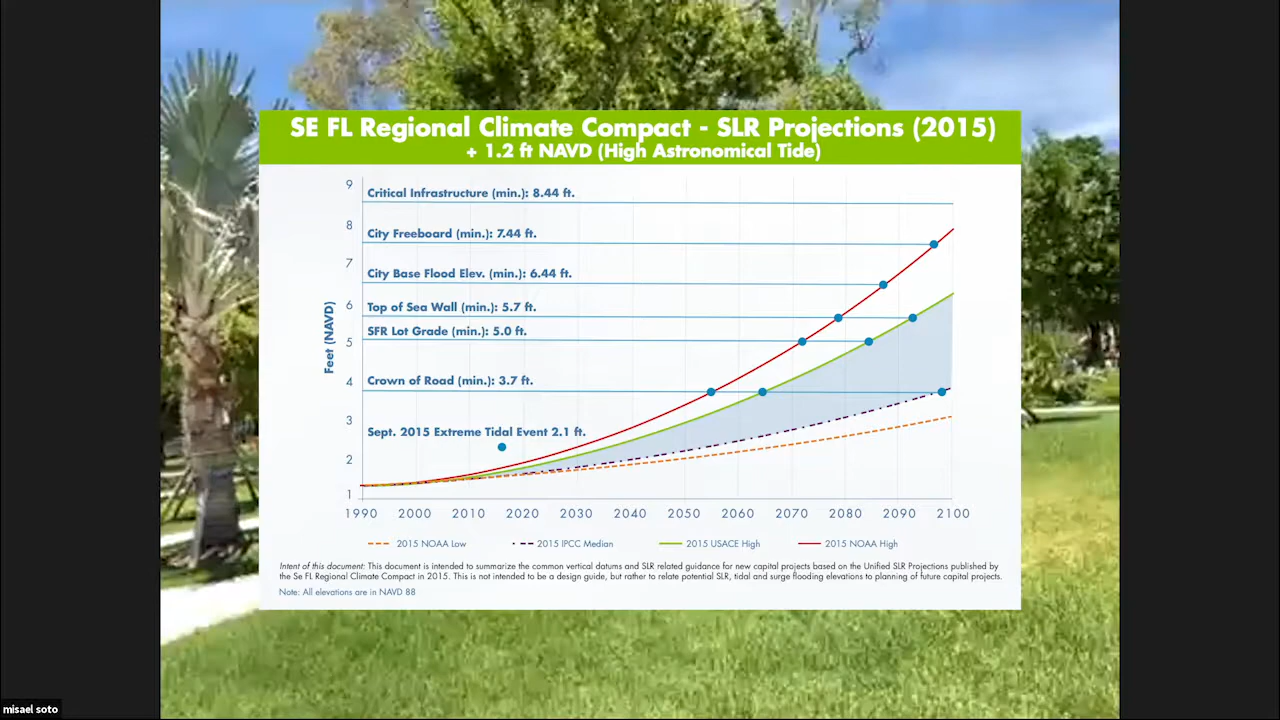 SE FL Regional Climate Compact - SLR Projections (2015)
+ 1.2 ft NAVD (High Astronomical Tide)
9
Critical Infrastructure (min.): 8.44 ft.
8
City Freeboard (min.): 7.44 ft.
7
City Base Flood Elev. (min.): 6.44 ft.
6
Top of Sea Wall (min.): 5.7 ft.
SFR Lot Grade (min.): 5.0 ft.
5
Feet (NAVD)
4
Crown of Road (min.): 3.7 ft.
3
Sept. 2015 Extreme Tidal Event 2.1 ft.
2
1
1990 2000 2010 2020 2030 2040 2050 2060 2070 2080 2090 2100
2015 NOAA Low 2015 IPCC Median 2015 USACE High 2015 NOAA High
Intent of this document: This document is intended to summarize the common vertical datums and SLR related guidance for new capital projects based on the Unified SLR Projections published by
the Se FL Regional Climate Compact in 2015. This is not intended to be a design guide, but rather to relate potential SLR, tidal and surge flooding elevations to planning of future capital projects.
Note: All elevations are in NAVD 88
misael soto